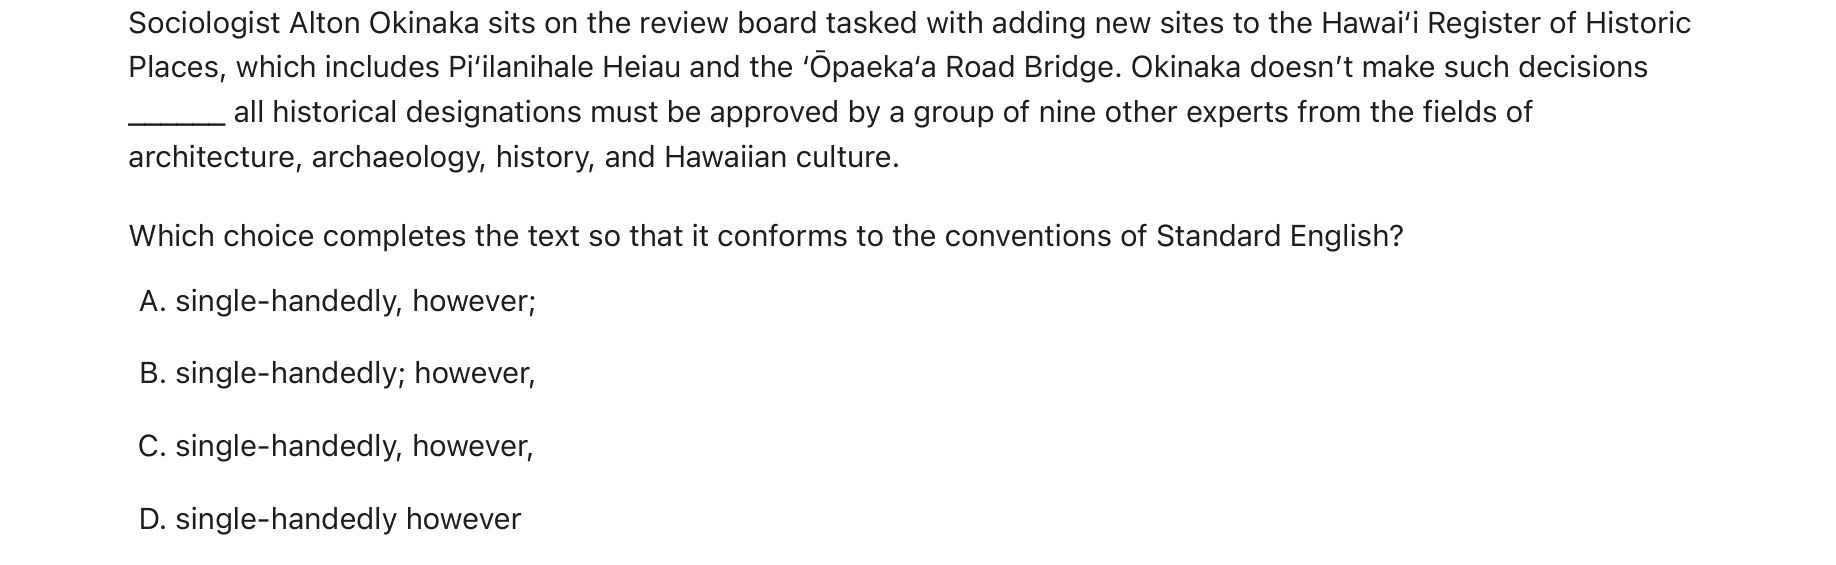 Sociologist Alton Okinaka sits on the review board tasked with adding new sites to the Hawai‘i Register of Historic
Places, which includes Pi‘ilanihale Heiau and the ‘Ōpaeka‘a Road Bridge. Okinaka doesn’t make such decisions
______ all historical designations must be approved by a group of nine other experts from the fields of
architecture, archaeology, history, and Hawaiian culture.
Which choice completes the text so that it conforms to the conventions of Standard English?
A. single-handedly, however;
B. single-handedly; however,
C. single-handedly, however,
D. single-handedly however